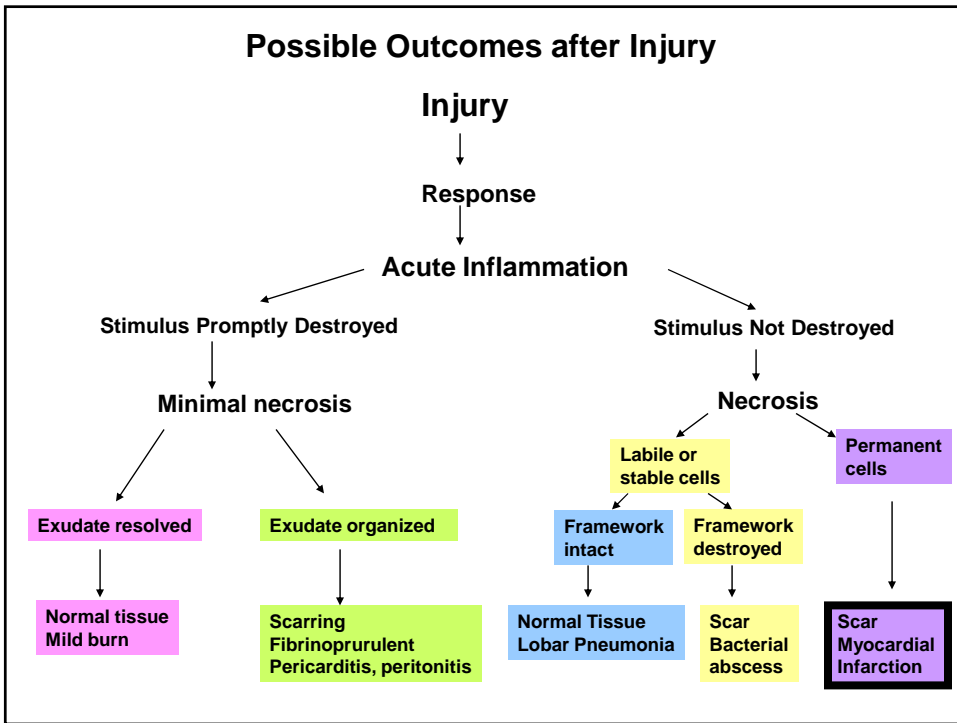 Possible Outcomes after Injury
Injury
Response
Acute Inflammation
Stimulus Promptly Destroyed
Stimulus Not Destroyed
Minimal necrosis
Necrosis
Labile or
stable cells
Permanent
cells
Exudate resolved
Exudate organized
Framework
intact
Framework
destroyed
Normal tissue
Mild burn
Scarring
Fibrinoprurulent
Pericarditis, peritonitis
Normal Tissue
Lobar Pneumonia
Scar
Bacterial
abscess
Scar
Myocardial
Infarction